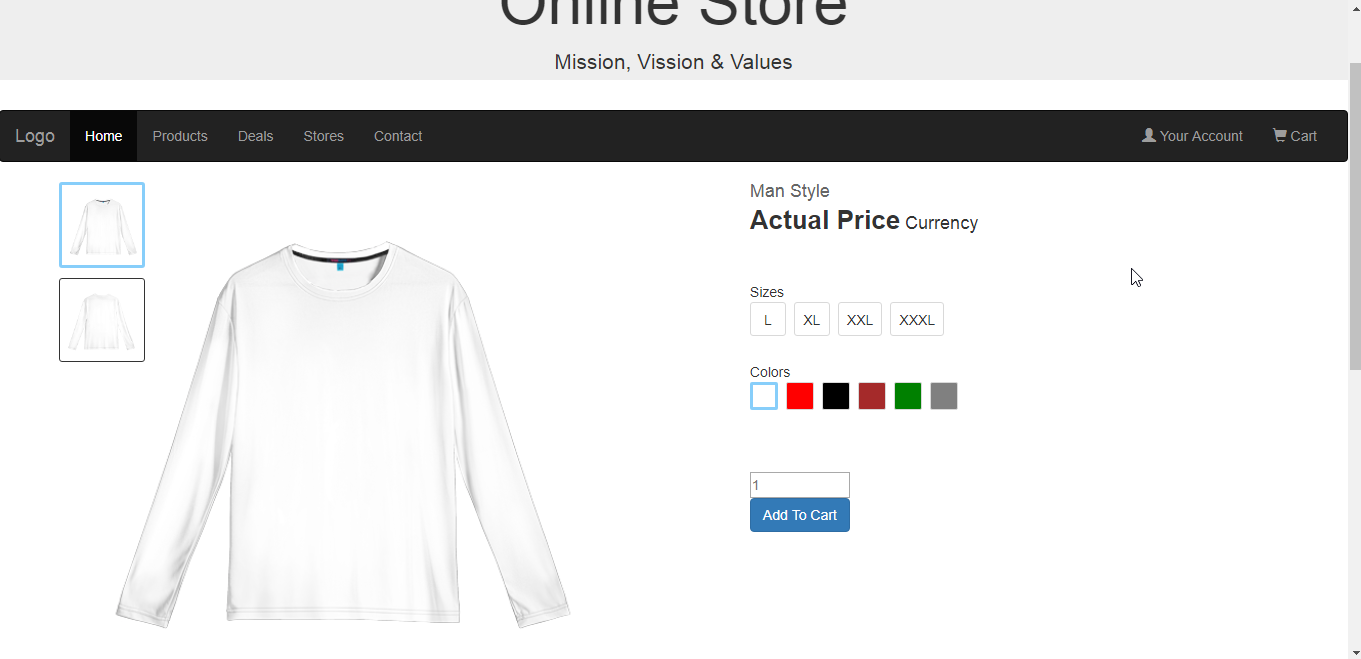 Online Store
Mission, Vission & Values
Logo Home Products Deals Stores Contact Your Account Cart
Man Style
Actual Price Currency
Sizes
L XL XXL XXXL
Colors
1
Add To Cart